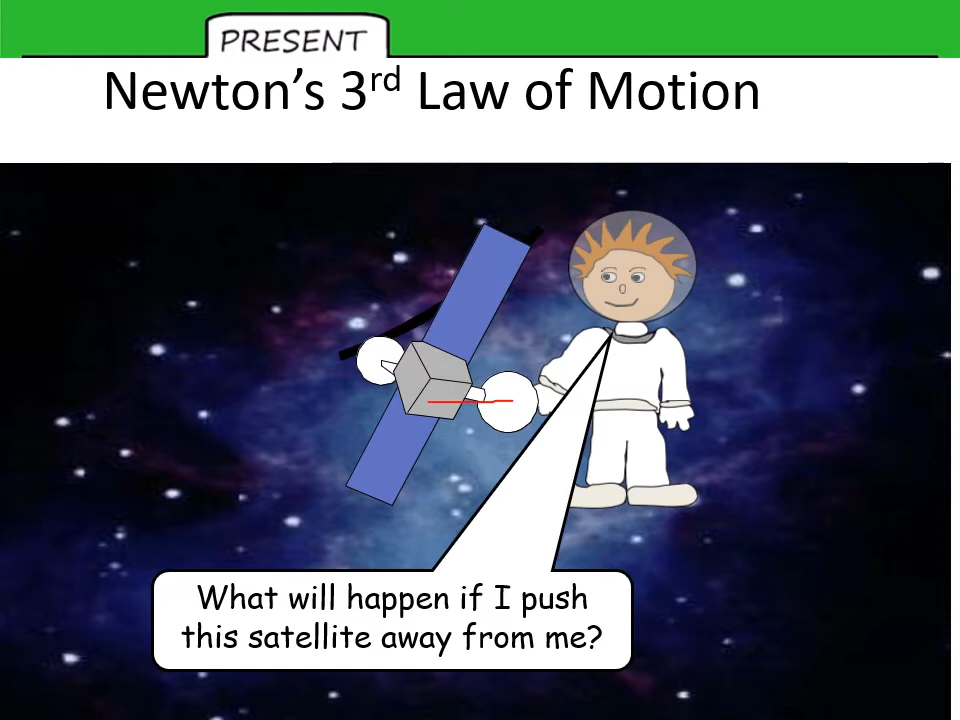 PRESENT
Newton’s 3rd Law of Motion
What will happen if I push
this satellite away from me?